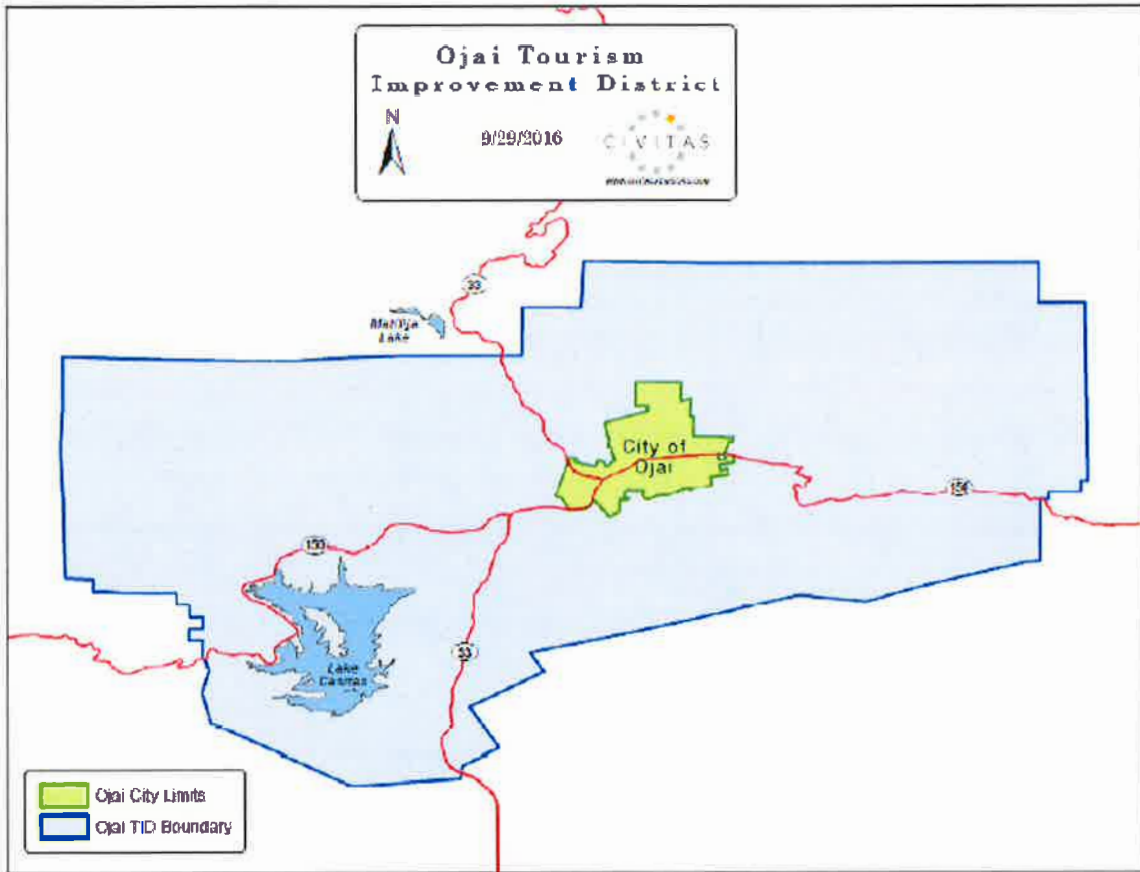 Ojai Tourism
Improvement District
N
9/29/2016
CIVITAS
33
Matilija
Lake
City of
Ojai
150
150
33
Lake
Casitas
Ojai City Limits
Ojai TID Boundary